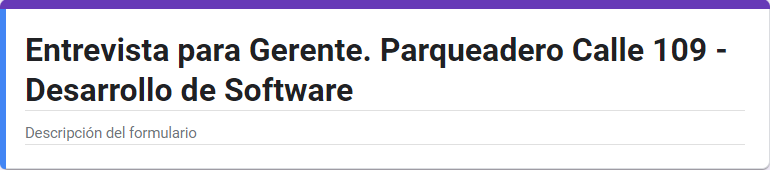 Entrevista para Gerente. Parqueadero Calle 109 -
Desarrollo de Software
Descripción del formulario